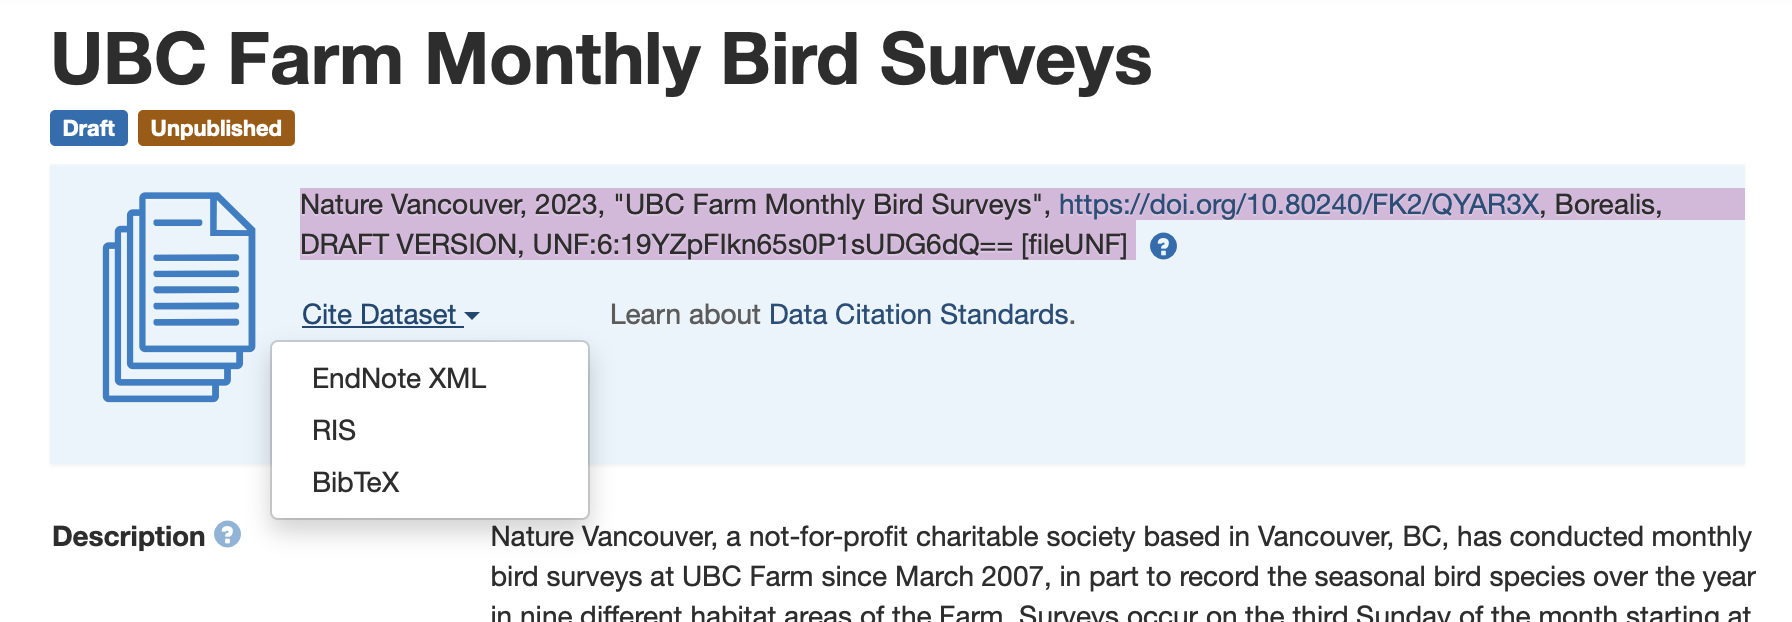 UBC Farm Monthly Bird Surveys
Draft Unpublished
Nature Vancouver, 2023, "UBC Farm Monthly Bird Surveys", https://doi.org/10.80240/FK2/QYAR3X, Borealis,
DRAFT VERSION, UNF:6:19YZpFIkn65s0P1sUDG6dQ== [fileUNF] ?
Cite Dataset Learn about Data Citation Standards.
EndNote XML
RIS
BibTeX
Description ? Nature Vancouver, a not-for-profit charitable society based in Vancouver, BC, has conducted monthly
bird surveys at UBC Farm since March 2007, in part to record the seasonal bird species over the year
in nine different habitat areas of the Farm. Surveys occur on the third Sunday of the month starting at